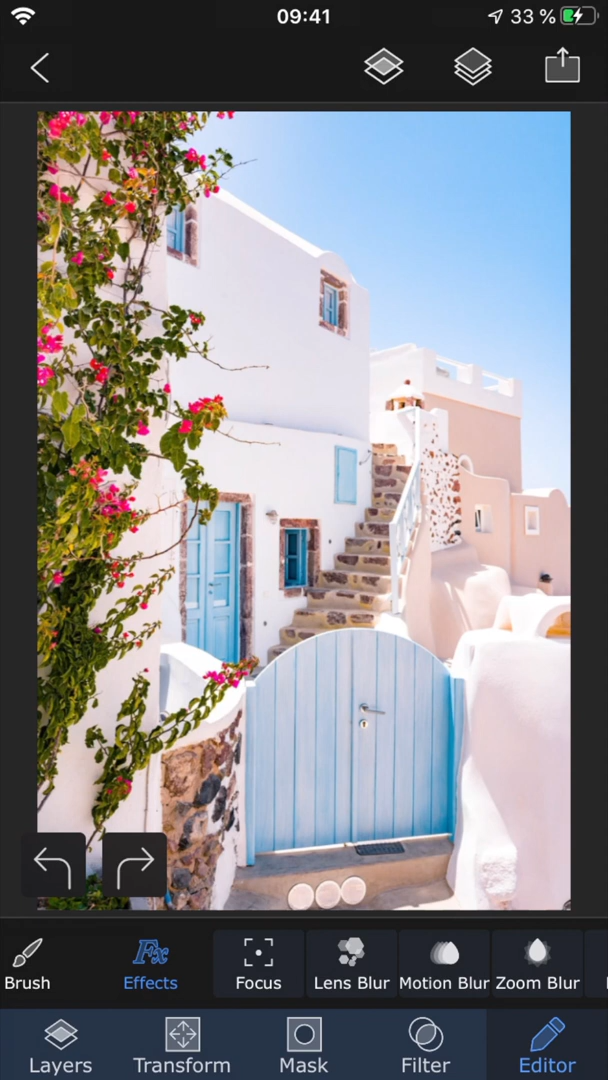 09:41
33 %
Brush
Effects
Focus
Lens Blur
Motion Blur
Zoom Blur
Layers
Transform
Mask
Filter
Editor